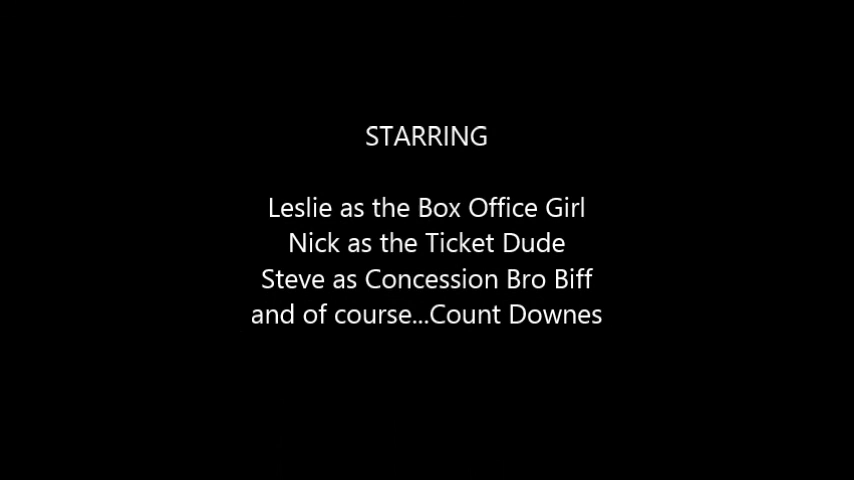 STARRING
Leslie as the Box Office Girl
Nick as the Ticket Dude
Steve as Concession Bro Biff
and of course...Count Downes